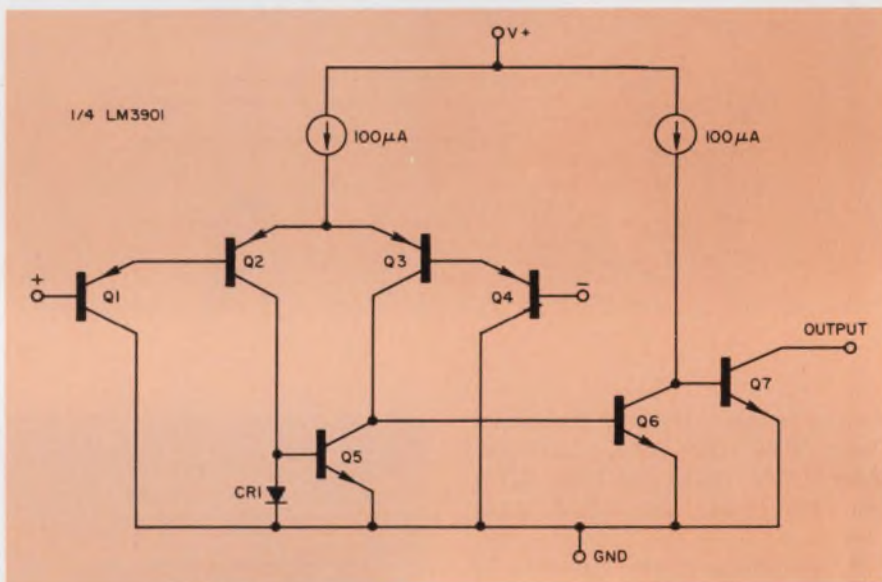 V+
1/4 LM3901
100μA
100μA
+
Q1
Q2
Q3
Q4
−
OUTPUT
Q7
Q6
Q5
CR1
GND